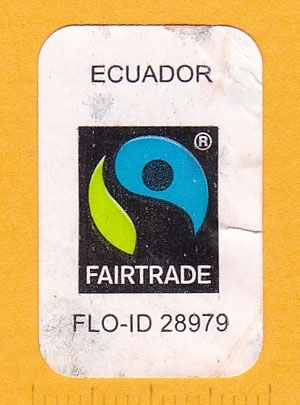 ECUADOR
®
FAIRTRADE
FLO-ID 28979